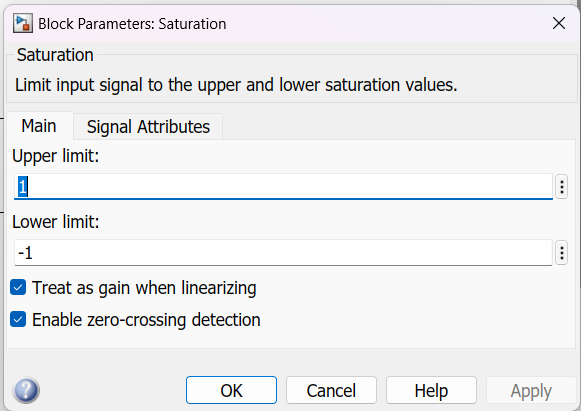 Block Parameters: Saturation
Saturation
Limit input signal to the upper and lower saturation values.
Main Signal Attributes
Upper limit:
1
Lower limit:
-1
Treat as gain when linearizing
Enable zero-crossing detection
OK Cancel Help Apply